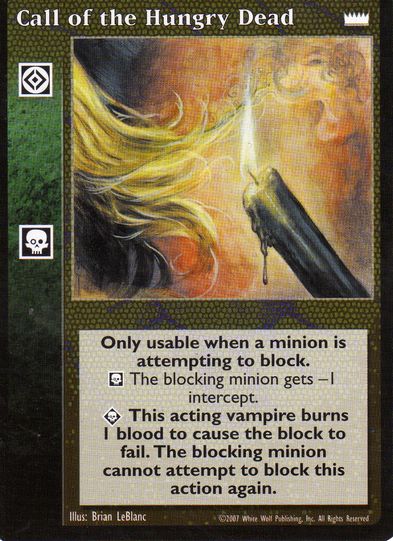 Call of the Hungry Dead
Only usable when a minion is
attempting to block.
The blocking minion gets –1
intercept.
This acting vampire burns
1 blood to cause the block to
fail. The blocking minion
cannot attempt to block this
action again.
Illus: Brian LeBlanc
©2007 White Wolf Publishing, Inc. All Rights Reserved